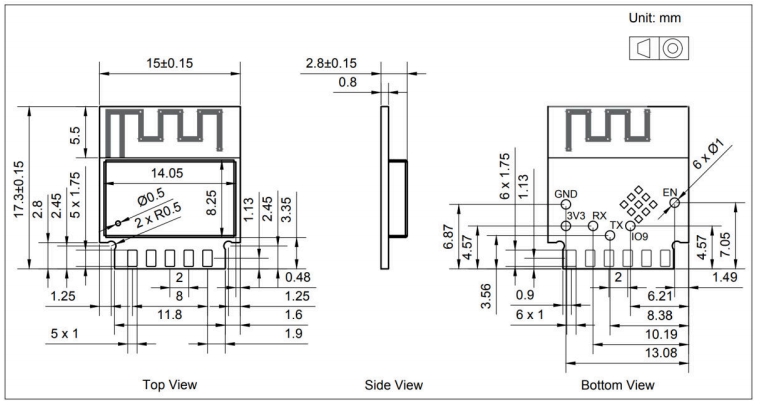 Unit: mm
15±0.15
2.8±0.15
0.8
17.3±0.15
5.5
14.05
Ø0.5
2 x R0.5
8.25
5 x 1.75
2.8
2.45
1.13
2.45
3.35
2
0.48
1.25
8
1.25
11.8
1.6
5 x 1
1.9
6 x 1.75
1.13
6 x Ø1
GND
EN
3V3
RX
TX
IO9
6.87
4.57
4.57
7.05
3.56
2
1.49
0.9
6.21
6 x 1
8.38
10.19
13.08
Top View
Side View
Bottom View